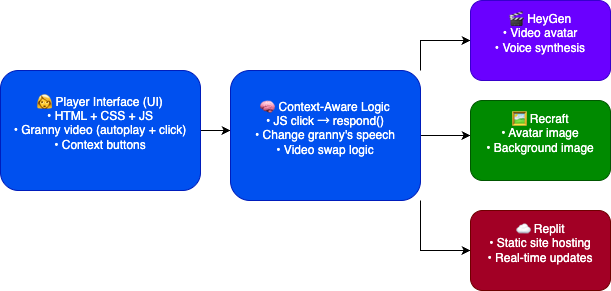 👵 Player Interface (UI)
• HTML + CSS + JS
• Granny video (autoplay + click)
• Context buttons
🧠 Context-Aware Logic
• JS click → respond()
• Change granny's speech
• Video swap logic
🎬 HeyGen
• Video avatar
• Voice synthesis
🖼️ Recraft
• Avatar image
• Background image
☁️ Replit
• Static site hosting
• Real-time updates